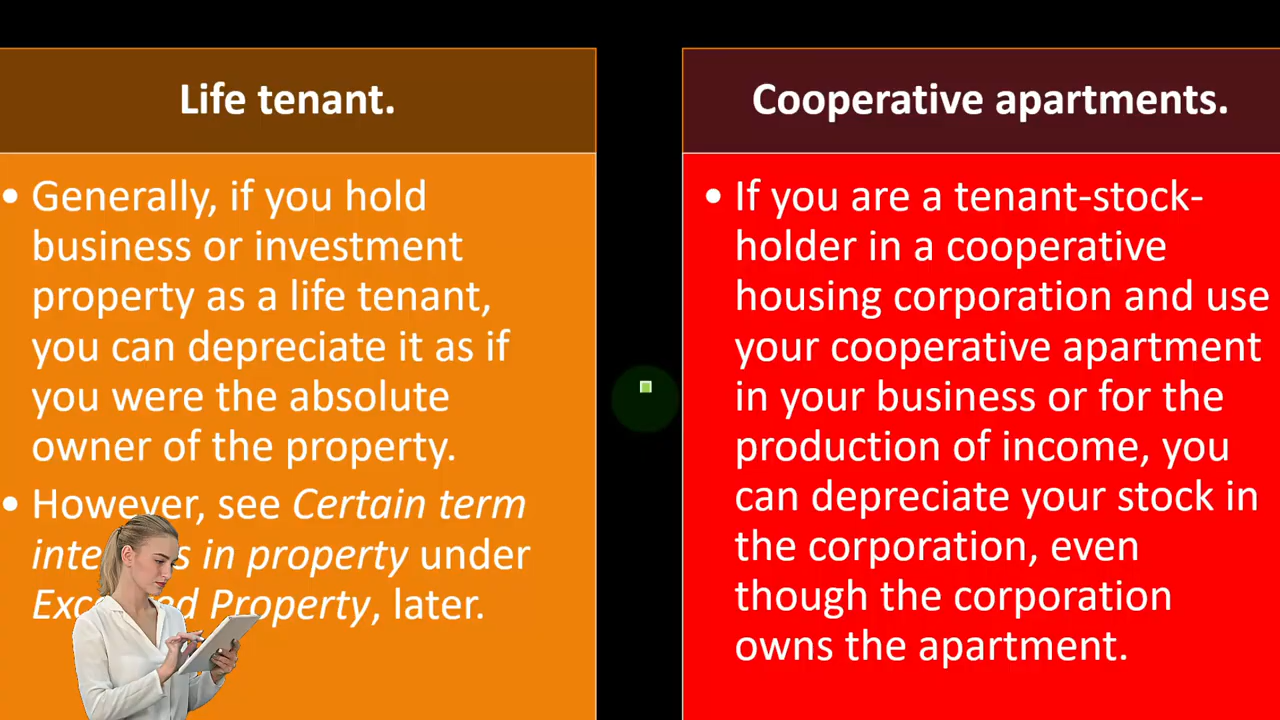 Life tenant.
• Generally, if you hold
business or investment
property as a life tenant,
you can depreciate it as if
you were the absolute
owner of the property.
• However, see Certain term
in property under
Property, later.
Cooperative apartments.
• If you are a tenant-stock-
holder in a cooperative
housing corporation and use
your cooperative apartment
in your business or for the
production of income, you
can depreciate your stock in
the corporation, even
though the corporation
owns the apartment.